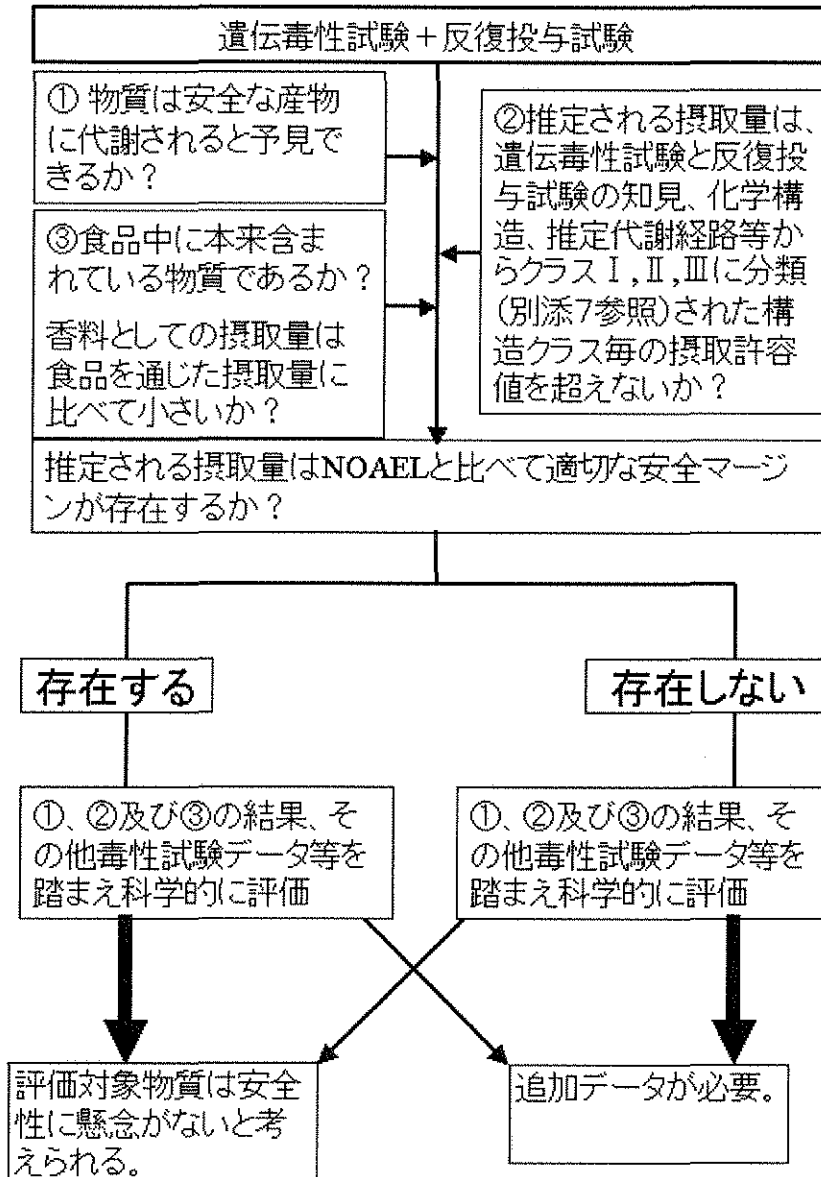 遺伝毒性試験＋反復投与試験
① 物質は安全な産物
に代謝されると予見で
きるか？
②推定される摂取量は、
遺伝毒性試験と反復投
与試験の知見、化学構
造、推定代謝経路等か
らクラスⅠ,Ⅱ,Ⅲに分類
(別添7参照)された構
造クラス毎の摂取許容
値を超えないか？
③食品中に本来含ま
れている物質であるか？
香料としての摂取量は
食品を通じた摂取量に
比べて小さいか？
推定される摂取量はNOAELと比べて適切な安全マージ
ンが存在するか？
存在する
存在しない
①、②及び③の結果、そ
の他毒性試験データ等を
踏まえ科学的に評価
①、②及び③の結果、そ
の他毒性試験データ等を
踏まえ科学的に評価
評価対象物質は安全
性に懸念がないと考
えられる。
追加データが必要。